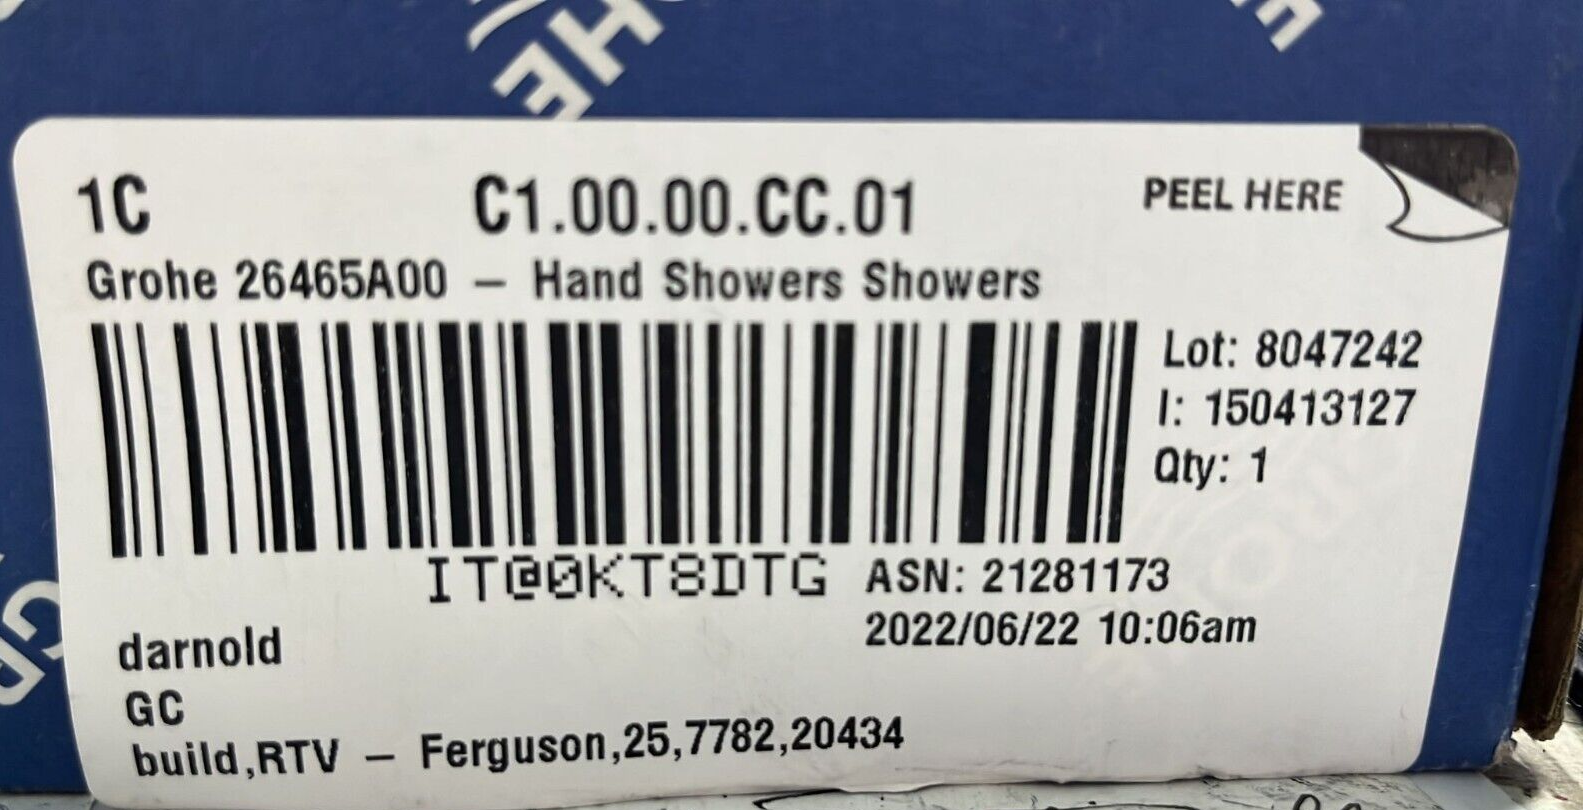 1C C1.00.00.CC.01 PEEL HERE
Grohe 26465A00 – Hand Showers Showers
Lot: 8047242
I: 150413127
Qty: 1
IT@0KT8DTG ASN: 21281173
2022/06/22 10:06am
darnold
GC
build,RTV – Ferguson,25,7782,20434